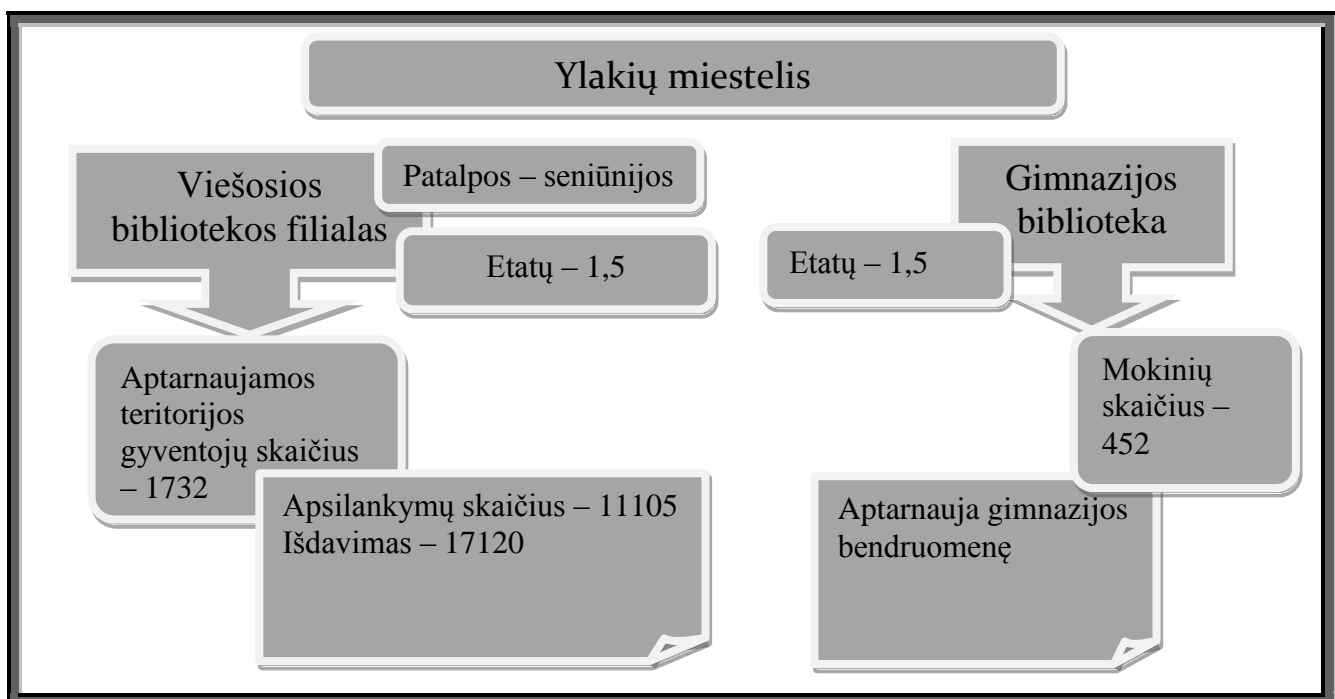 Ylakių miestelis
Viešosios
bibliotekos filialas
Patalpos – seniūnijos
Etatų – 1,5
Aptarnaujamos
teritorijos
gyventojų skaičius
– 1732
Apsilankymų skaičius – 11105
Išdavimas – 17120
Gimnazijos
biblioteka
Etatų – 1,5
Mokinių
skaičius –
452
Aptarnauja gimnazijos
bendruomenę